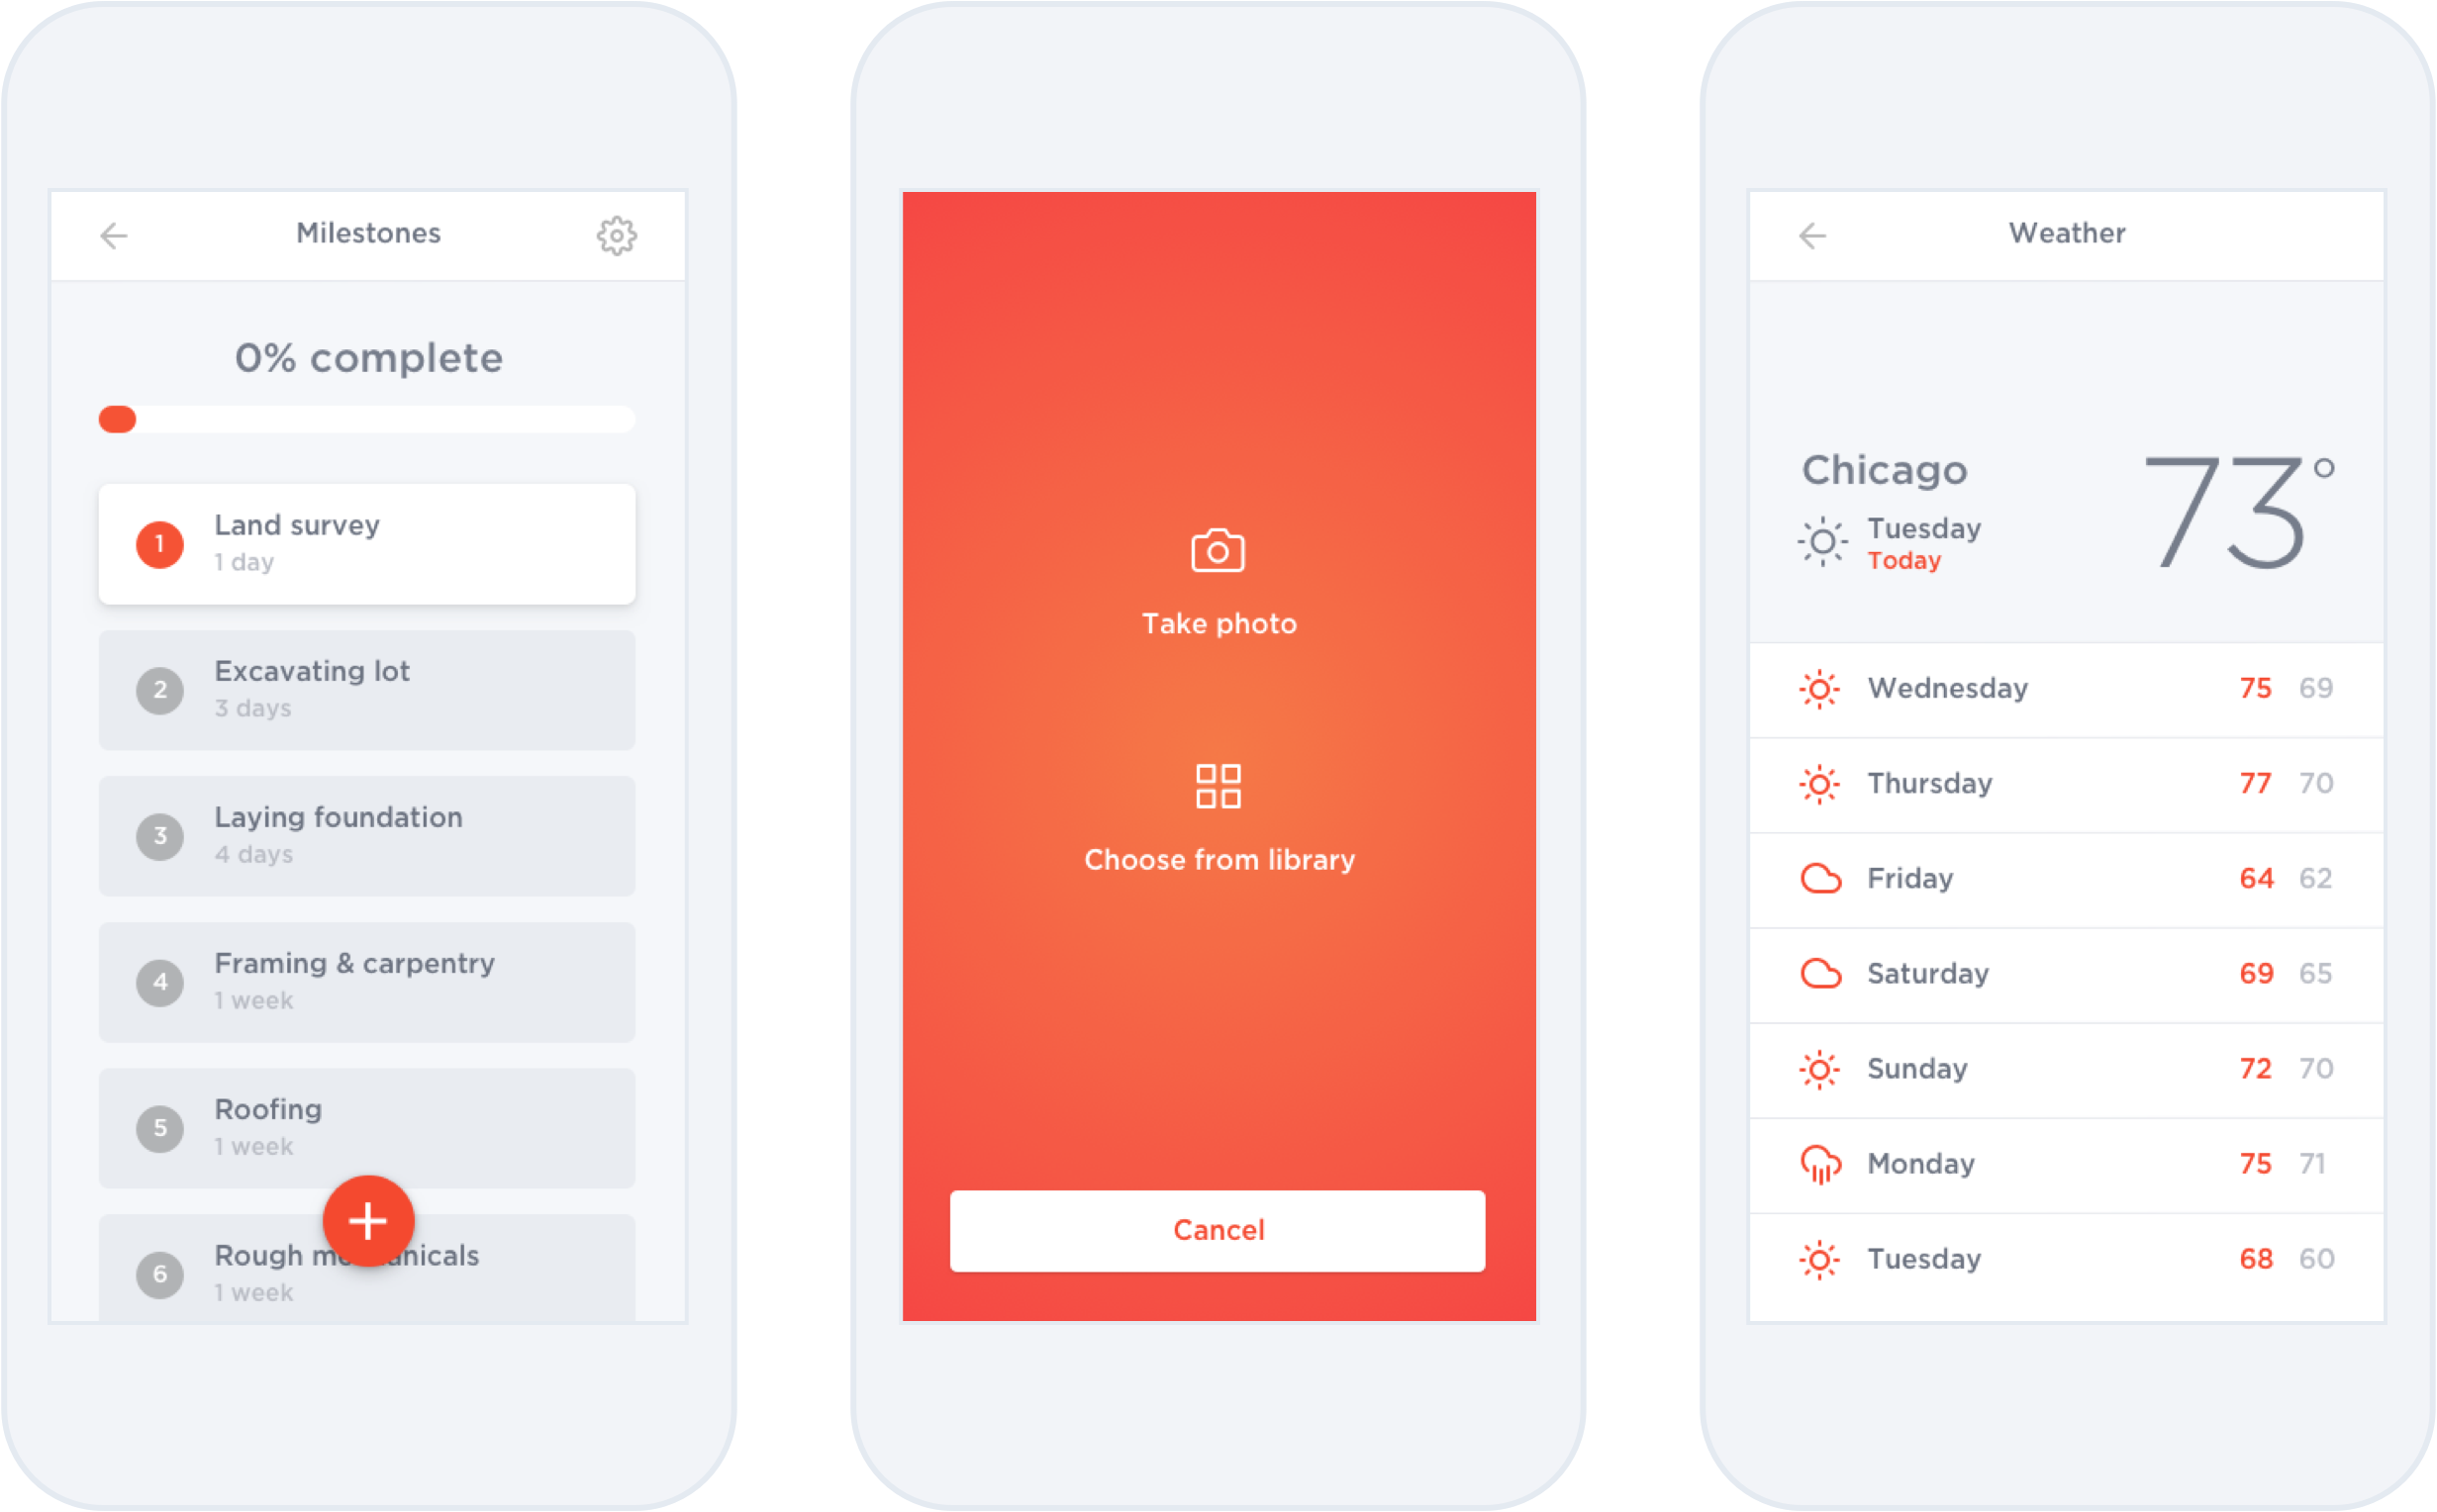 Milestones
0% complete
1
Land survey
1 day
2
Excavating lot
3 days
3
Laying foundation
4 days
4
Framing & carpentry
1 week
5
Roofing
1 week
6
Rough m anicals
1 week
Take photo
Choose from library
Cancel
Weather
Chicago
73°
Tuesday
Today
Wednesday 75 69
Thursday 77 70
Friday 64 62
Saturday 69 65
Sunday 72 70
Monday 75 71
Tuesday 68 60